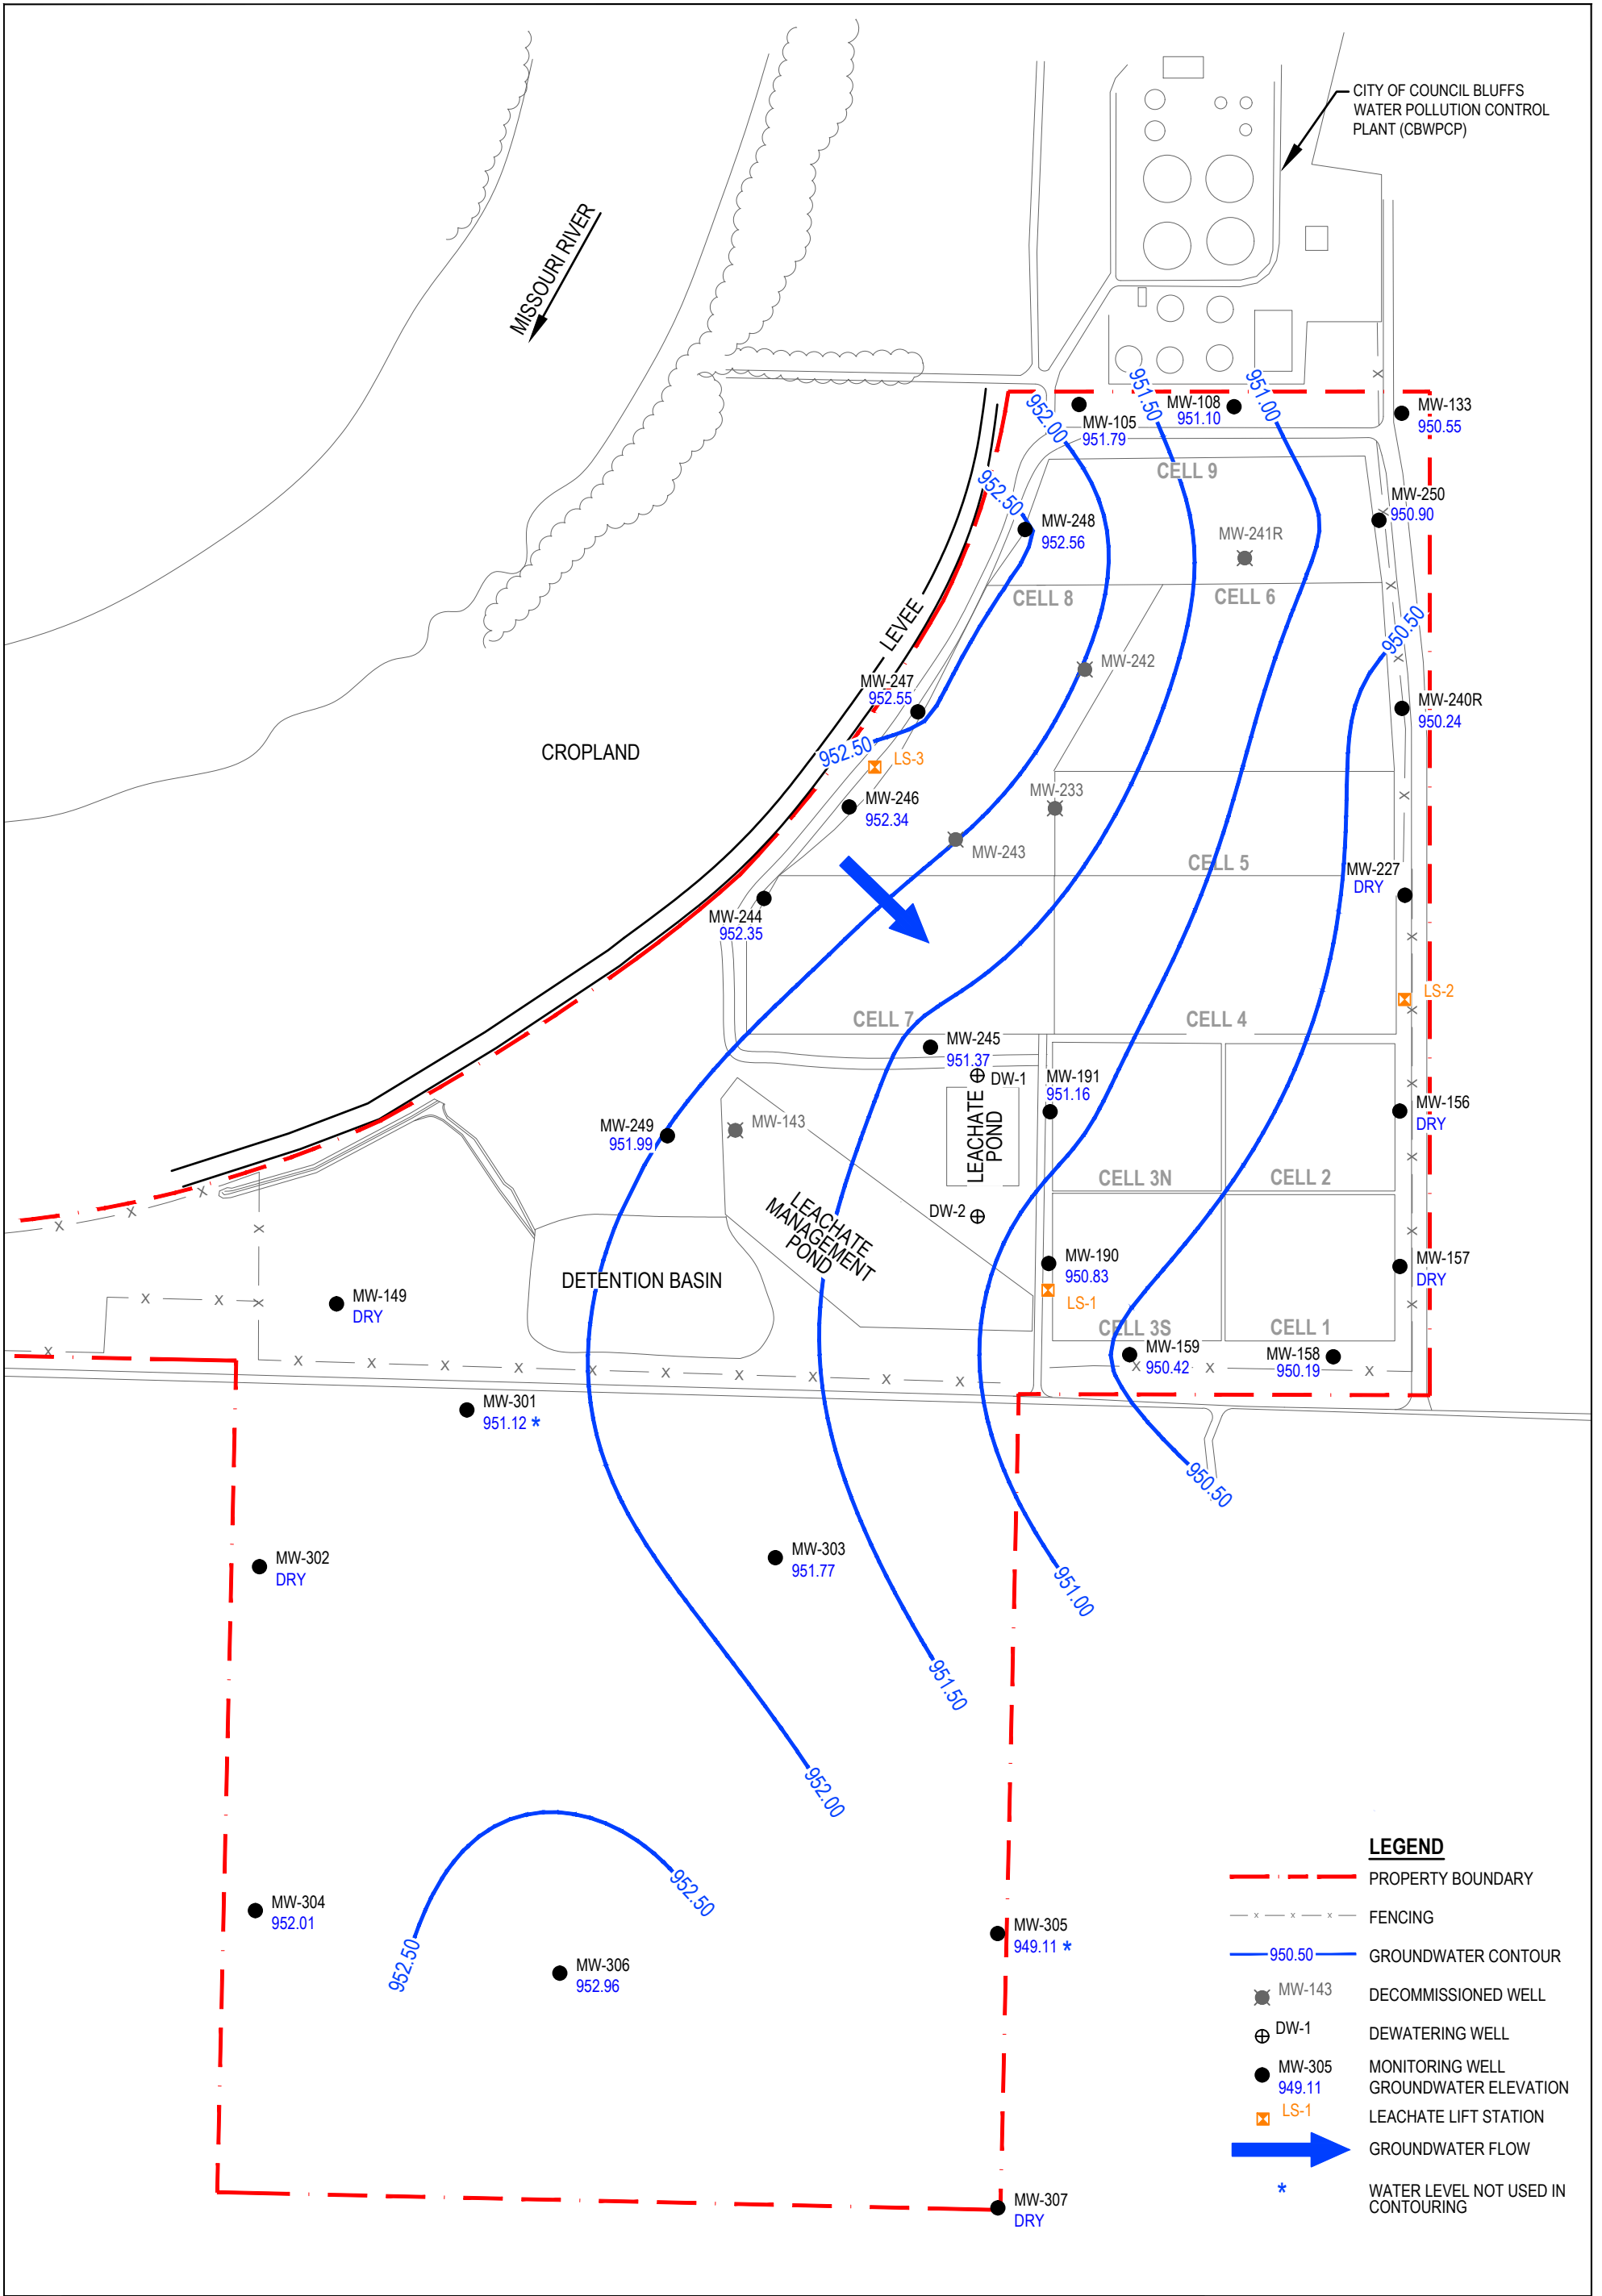 CITY OF COUNCIL BLUFFS
WATER POLLUTION CONTROL
PLANT (CBWPCP)
MISSOURI RIVER
952.00
951.50
951.00
MW-105
951.79
MW-108
951.10
MW-133
950.55
CELL 9
952.50
MW-248
952.56
MW-250
950.90
MW-241R
CELL 8
CELL 6
LEVEE
950.50
MW-242
MW-247
952.55
MW-240R
950.24
CROPLAND
952.50
LS-3
MW-246
952.34
MW-233
MW-243
CELL 5
MW-227
DRY
MW-244
952.35
LS-2
CELL 7
CELL 4
MW-245
951.37
DW-1
MW-191
951.16
MW-156
DRY
LEACHATE
POND
MW-249
951.99
MW-143
CELL 3N
CELL 2
DW-2
LEACHATE
MANAGEMENT
POND
MW-190
950.83
MW-157
DRY
DETENTION BASIN
LS-1
MW-149
DRY
CELL 3S
CELL 1
MW-159
950.42
MW-158
950.19
MW-301
951.12 *
950.50
MW-302
DRY
MW-303
951.77
951.00
951.50
952.00
952.50
952.50
MW-304
952.01
MW-305
949.11 *
MW-306
952.96
MW-307
DRY
LEGEND
PROPERTY BOUNDARY
x x x FENCING
950.50 GROUNDWATER CONTOUR
MW-143 DECOMMISSIONED WELL
DW-1 DEWATERING WELL
MW-305 MONITORING WELL
949.11 GROUNDWATER ELEVATION
LS-1 LEACHATE LIFT STATION
GROUNDWATER FLOW
* WATER LEVEL NOT USED IN
CONTOURING